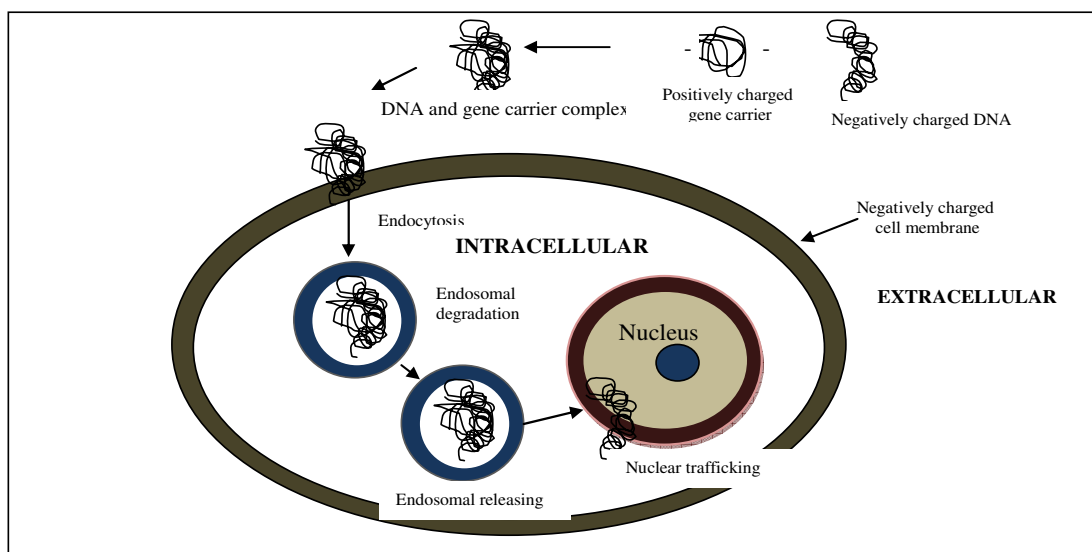 DNA and gene carrier complex
Positively charged
gene carrier
Negatively charged DNA
Negatively charged
cell membrane
Endocytosis
INTRACELLULAR
EXTRACELLULAR
Endosomal
degradation
Nucleus
Nuclear trafficking
Endosomal releasing